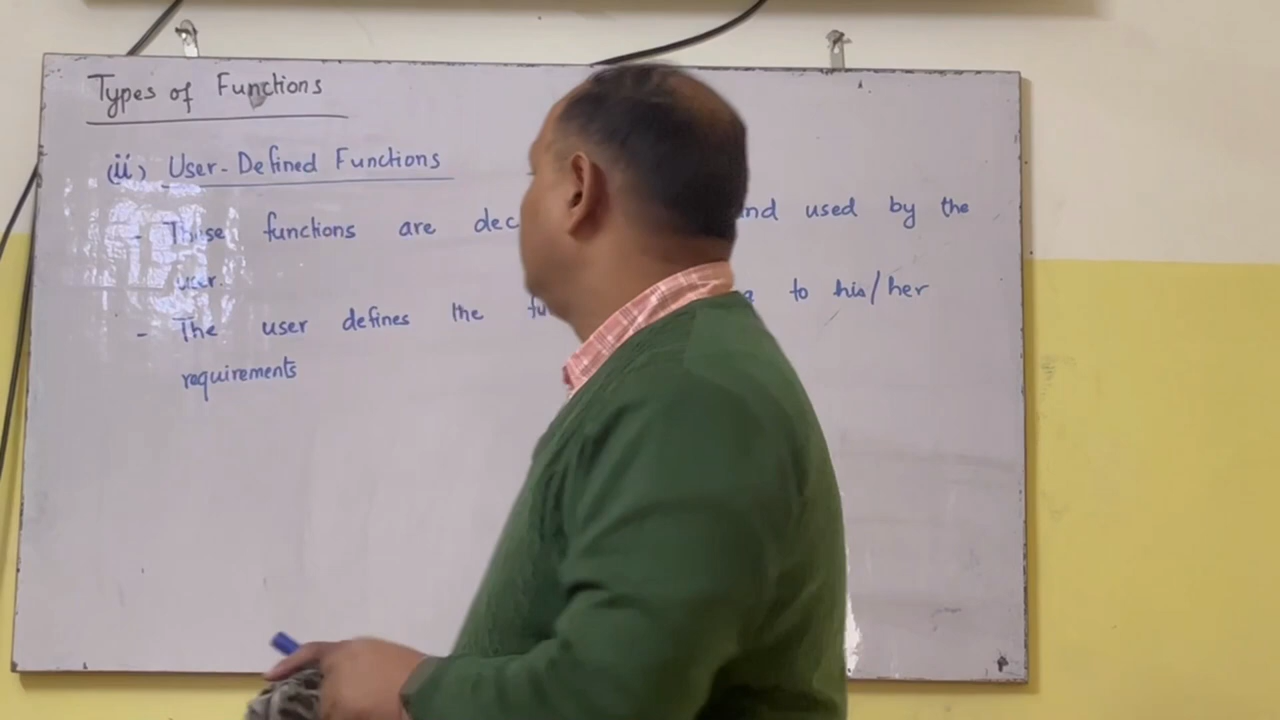 Types of Functions
(ii) User-Defined Functions
- These functions are dec and used by the
user.
- The user defines the fu to his/her
requirements